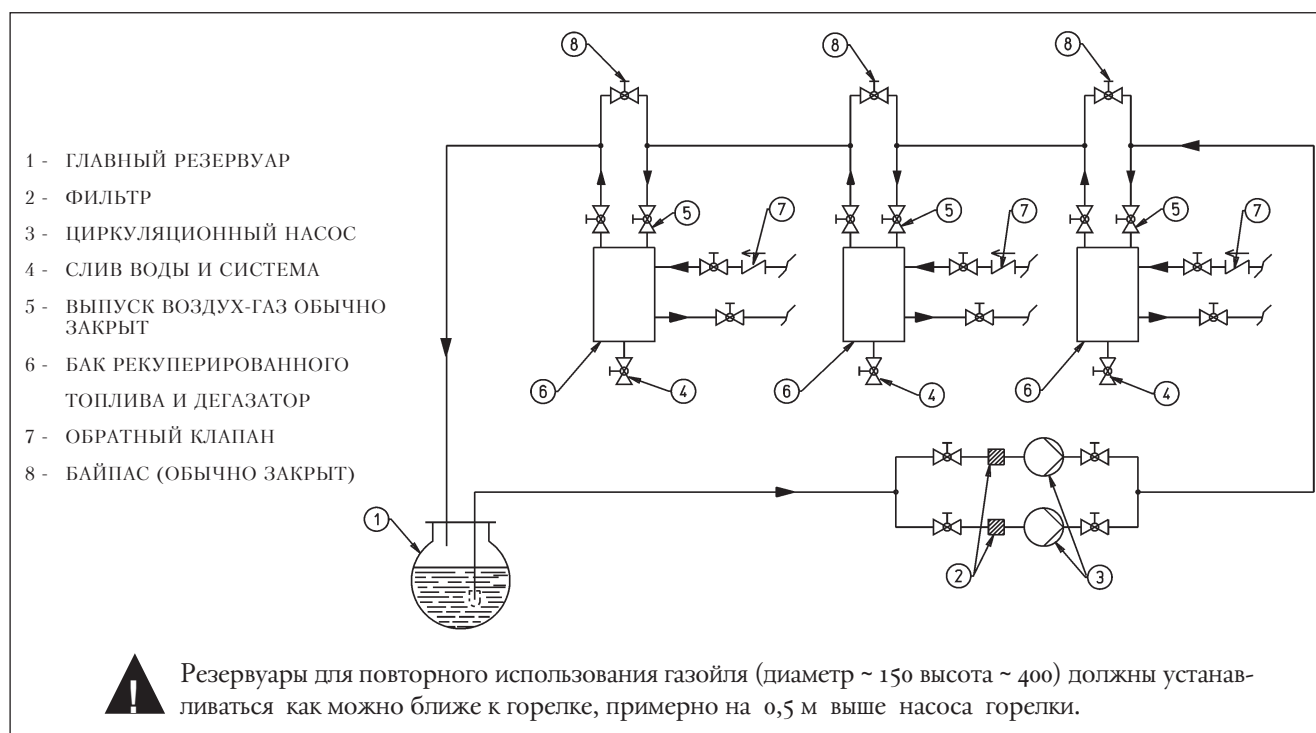 8
8
8
1 - ГЛАВНЫЙ РЕЗЕРВУАР
2 - ФИЛЬТР
3 - ЦИРКУЛЯЦИОННЫЙ НАСОС
4 - СЛИВ ВОДЫ И СИСТЕМА
5 - ВЫПУСК ВОЗДУХ-ГАЗ ОБЫЧНО
ЗАКРЫТ
6 - БАК РЕКУПЕРИРОВАННОГО
ТОПЛИВА И ДЕГАЗАТОР
7 - ОБРАТНЫЙ КЛАПАН
8 - БАЙПАС (ОБЫЧНО ЗАКРЫТ)
5
7
5
7
5
7
6
4
6
4
6
4
1
2
3
! Резервуары для повторного использования газойля (диаметр ~ 150 высота ~ 400) должны устанав-
ливаться как можно ближе к горелке, примерно на 0,5 м выше насоса горелки.